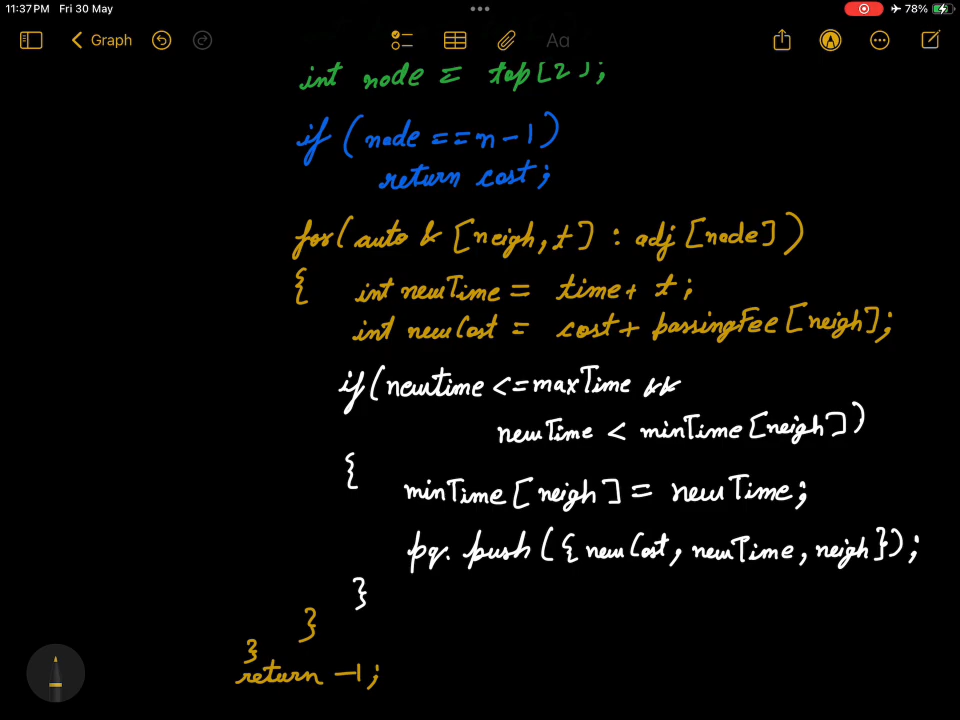 11:37PM Fri 30 May
78%
Graph
Aa
int node = top[2];
if (node == n-1)
return cost;
for( auto & [neigh, t] : adj [node] )
{ int newTime = time + t ;
int newCost = cost + passingFee [neigh];
if( newtime <= maxTime &&
newTime < minTime [neigh])
{
minTime [neigh] = newTime;
pq. push ( { newCost, newTime, neigh } );
}
}
}
return -1;